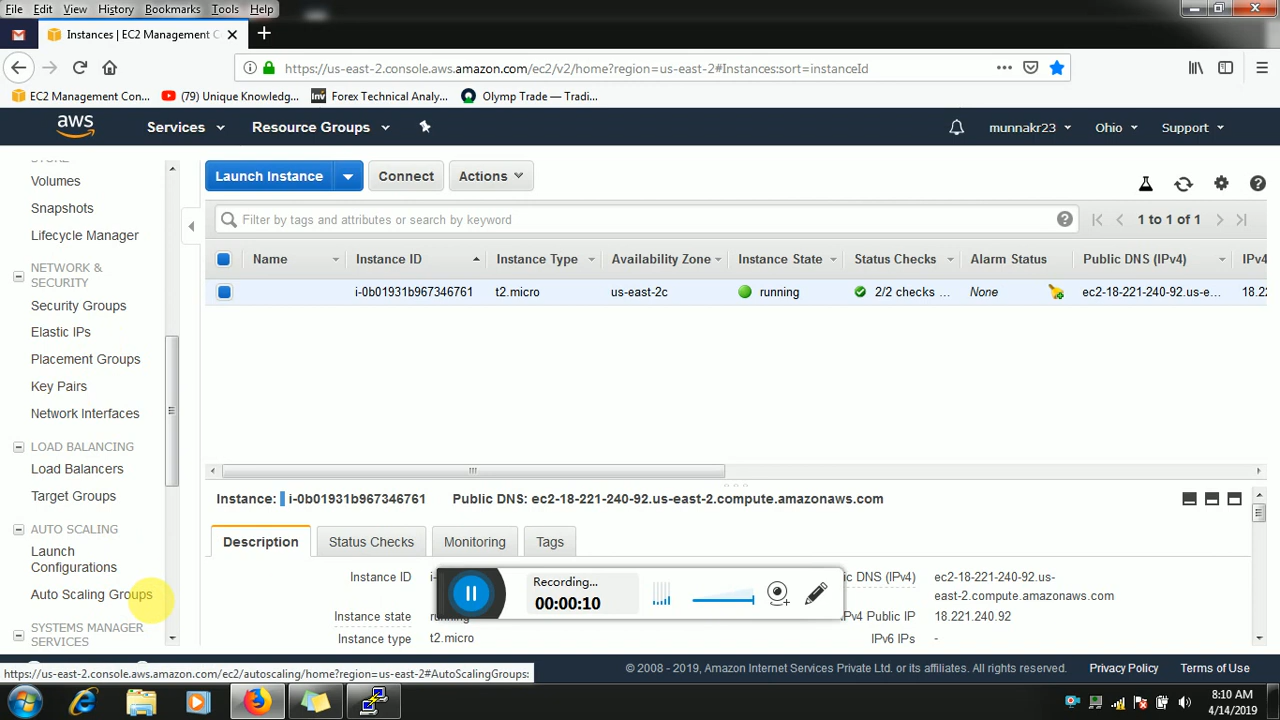 File Edit View History Bookmarks Tools Help
Instances | EC2 Management C
https://us-east-2.console.aws.amazon.com/ec2/v2/home?region=us-east-2#Instances:sort=instanceId
EC2 Management Con... (79) Unique Knowledg... Forex Technical Analy... Olymp Trade — Tradi...
aws Services Resource Groups munnakr23 Ohio Support
Volumes
Snapshots
Lifecycle Manager
NETWORK &
SECURITY
Security Groups
Elastic IPs
Placement Groups
Key Pairs
Network Interfaces
LOAD BALANCING
Load Balancers
Target Groups
AUTO SCALING
Launch
Configurations
Auto Scaling Groups
SYSTEMS MANAGER
SERVICES
Launch Instance Connect Actions
Filter by tags and attributes or search by keyword 1 to 1 of 1
Name Instance ID Instance Type Availability Zone Instance State Status Checks Alarm Status Public DNS (IPv4) IPv4
i-0b01931b967346761 t2.micro us-east-2c running 2/2 checks ... None ec2-18-221-240-92.us-e... 18.22
Instance: i-0b01931b967346761 Public DNS: ec2-18-221-240-92.us-east-2.compute.amazonaws.com
Description Status Checks Monitoring Tags
Instance ID
ic DNS (IPv4) ec2-18-221-240-92.us-
east-2.compute.amazonaws.com
Instance state IPv4 Public IP 18.221.240.92
Instance type t2.micro IPv6 IPs -
Recording...
00:00:10
https://us-east-2.console.aws.amazon.com/ec2/autoscaling/home?region=us-east-2#AutoScalingGroups:
© 2008 - 2019, Amazon Internet Services Private Ltd. or its affiliates. All rights reserved. Privacy Policy Terms of Use
8:10 AM
4/14/2019